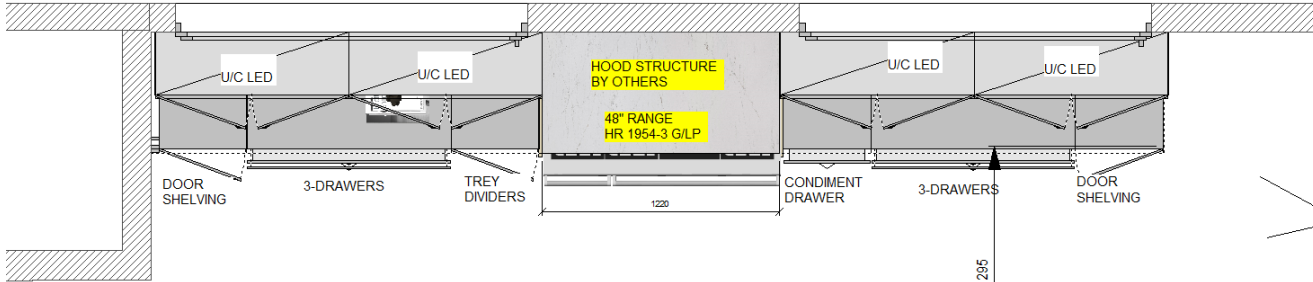 U/C LED
U/C LED
HOOD STRUCTURE
BY OTHERS
U/C LED
U/C LED
48" RANGE
HR 1954-3 G/LP
DOOR
SHELVING
3-DRAWERS
TREY
DIVIDERS
CONDIMENT
DRAWER
3-DRAWERS
DOOR
SHELVING
1220
295